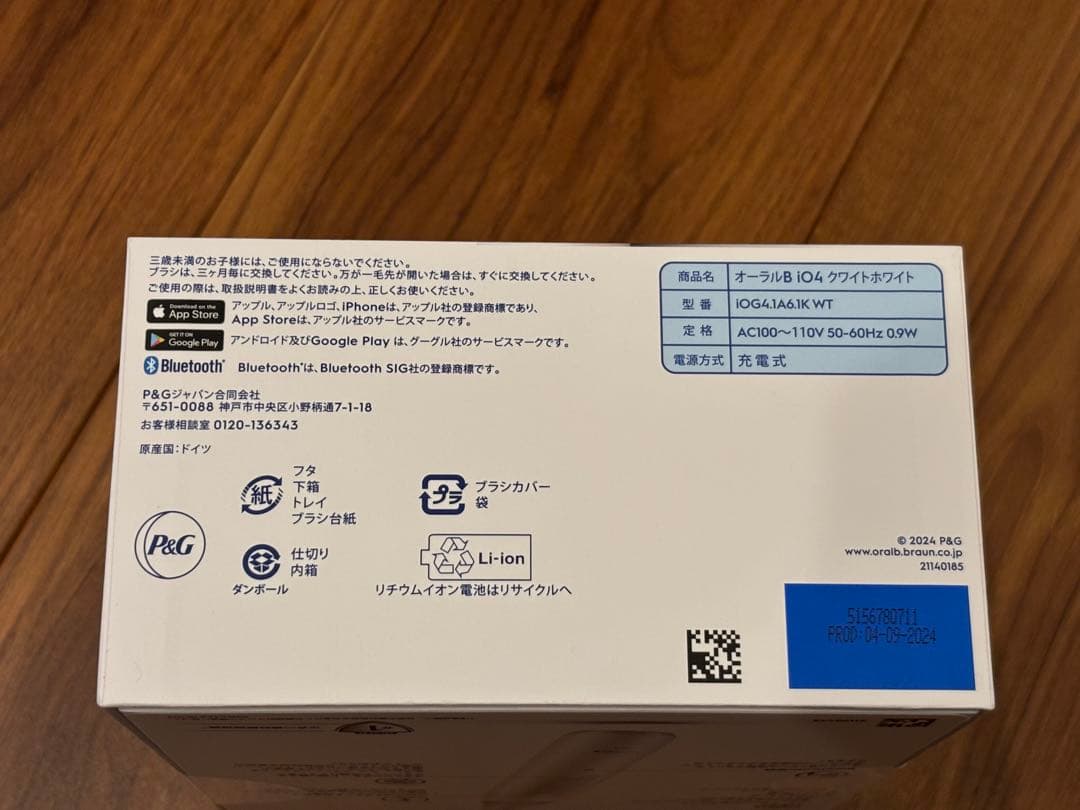 三歳未満のお子様には、ご使用にならないでください。
ブラシは、三ヶ月毎に交換してください。万が一毛先が開いた場合は、すぐに交換してください。
ご使用の際は、取扱説明書をよくお読みの上、正しくお使いください。
Download on the
App Store
アップル、アップルロゴ、iPhoneは、アップル社の登録商標であり、
App Storeは、アップル社のサービスマークです。
GET IT ON
Google Play
アンドロイド及びGoogle Play は、グーグル社のサービスマークです。
Bluetooth®
Bluetooth®は、Bluetooth SIG社の登録商標です。
P&Gジャパン合同会社
〒651-0088 神戸市中央区小野柄通7-1-18
お客様相談室 0120-136343
原産国:ドイツ
商品名 オーラルB iO4 クワイトホワイト
型番 iOG4.1A6.1K WT
定格 AC100〜110V 50-60Hz 0.9W
電源方式 充電式
紙
フタ
下箱
トレイ
ブラシ台紙
プラ
ブラシカバー
袋
P&G
ダンボール
仕切り
内箱
Li-ion
リチウムイオン電池はリサイクルへ
© 2024 P&G
www.oralb.braun.co.jp
21140185
5156780711
PROD:04-09-2024